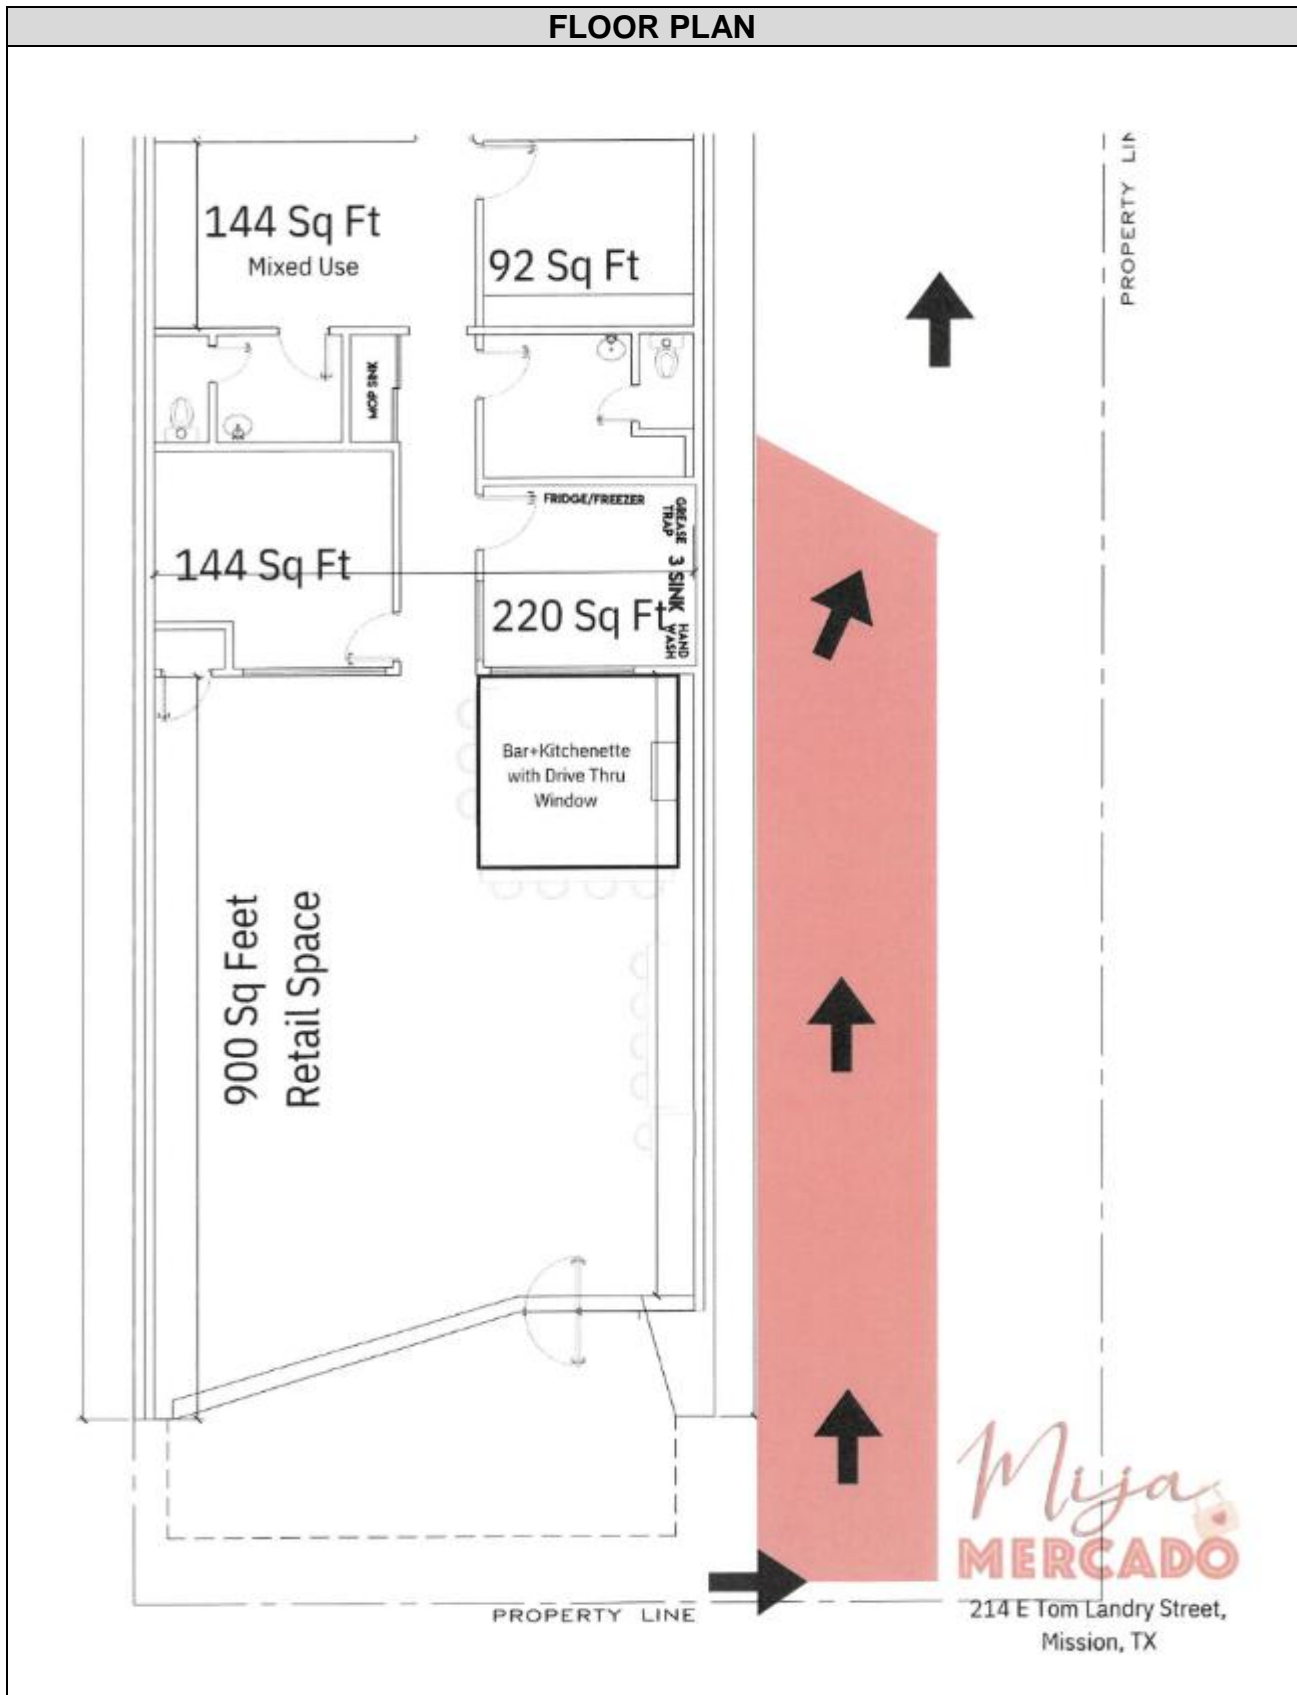 FLOOR PLAN
144 Sq Ft
Mixed Use
92 Sq Ft
PROPERTY LIN
MOP SINK
FRIDGE/FREEZER
GREASE
TRAP
3 SINK
HAND
WASH
144 Sq Ft
220 Sq Ft
Bar+Kitchenette
with Drive Thru
Window
900 Sq Feet
Retail Space
Mija
MERCADO
PROPERTY LINE
214 E Tom Landry Street,
Mission, TX